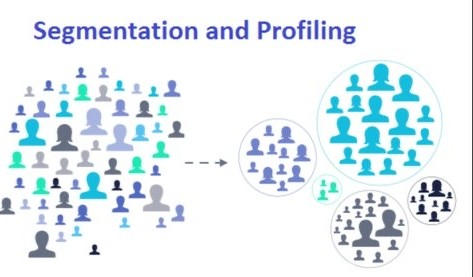 Segmentation and Profiling